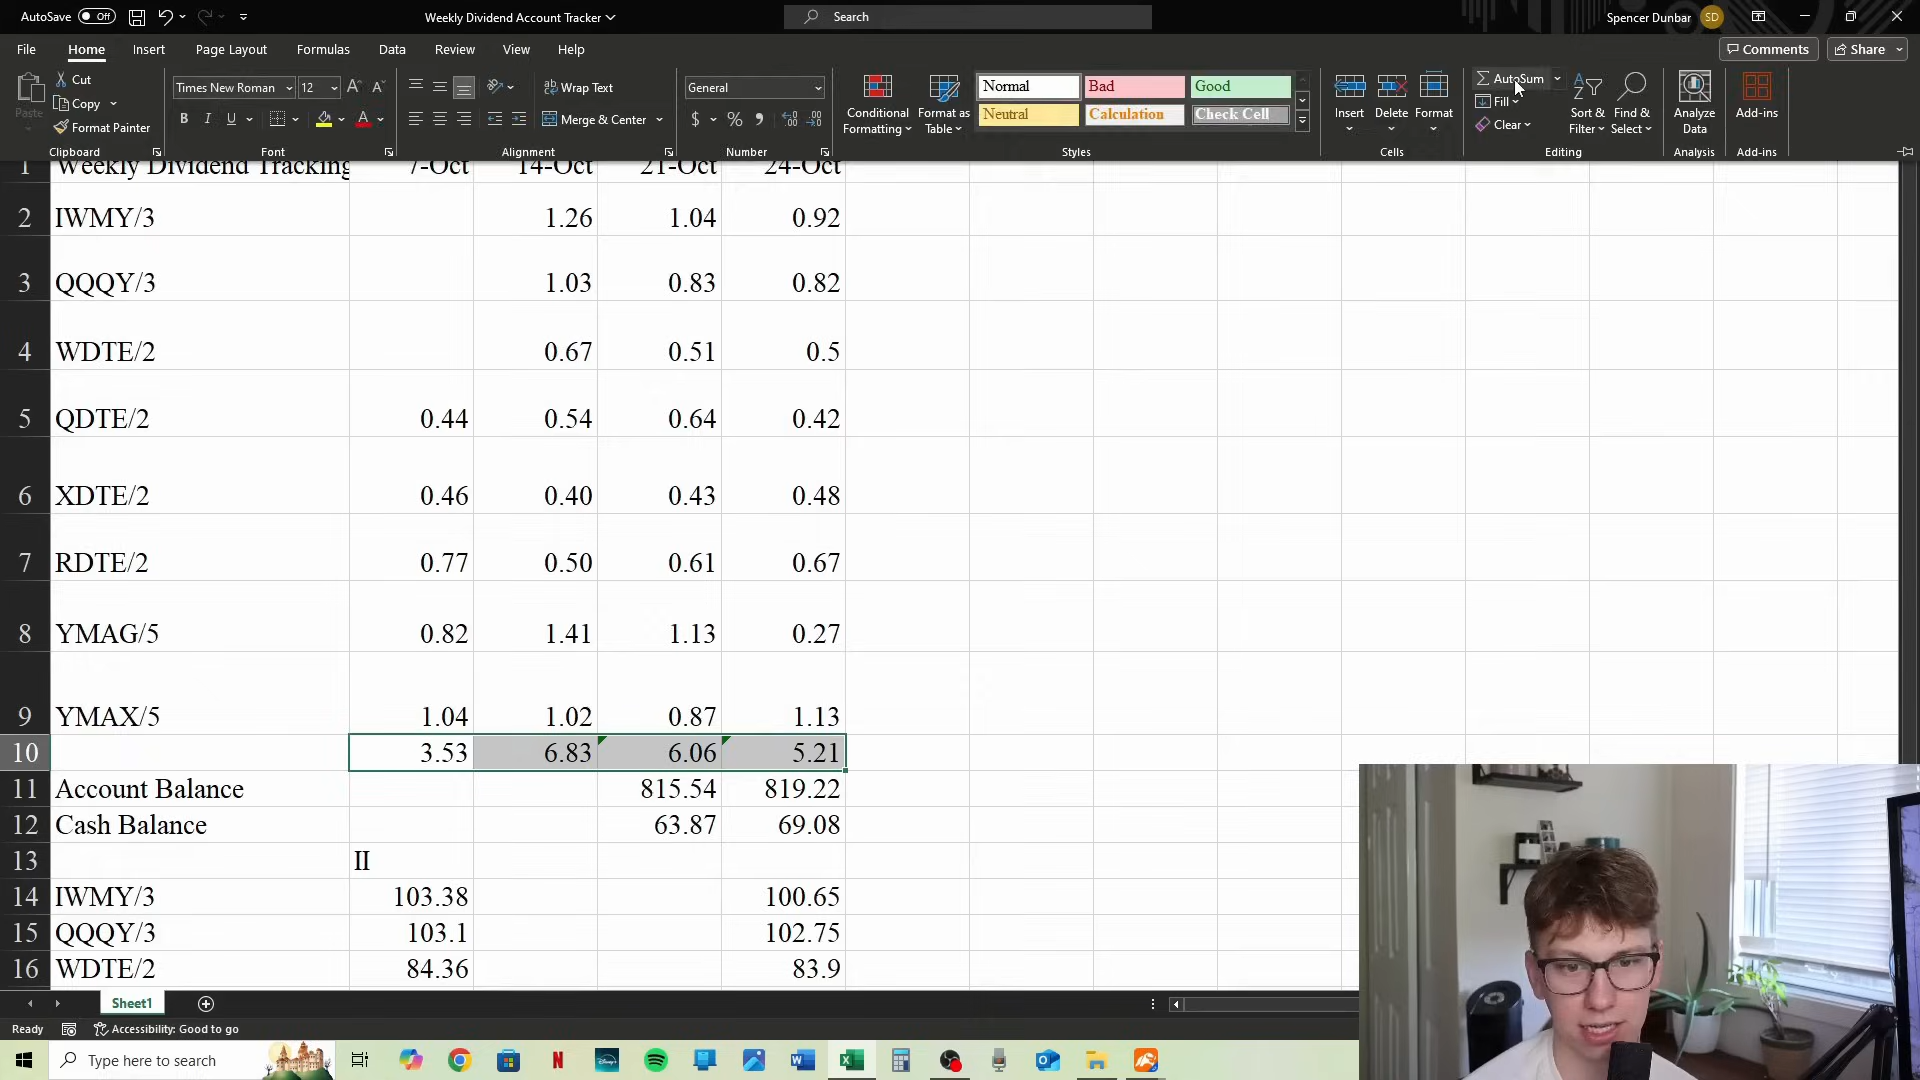 AutoSave Off
Weekly Dividend Account Tracker
Search
Spencer Dunbar SD
File Home Insert Page Layout Formulas Data Review View Help
Comments Share
Paste
Cut
Copy
Format Painter
Clipboard
Times New Roman 12
B I U
Font
Wrap Text
Merge & Center
Alignment
General
$ % 9
Number
Conditional Formatting
Format as Table
Normal Bad Good
Neutral Calculation Check Cell
Styles
Insert Delete Format
Cells
AutoSum
Fill
Clear
Sort & Filter
Find & Select
Editing
Analyze Data
Analysis
Add-ins
Add-ins
1 Weekly Dividend Tracking 7-Oct 14-Oct 21-Oct 24-Oct
2 IWMY/3 1.26 1.04 0.92
3 QQQY/3 1.03 0.83 0.82
4 WDTE/2 0.67 0.51 0.5
5 QDTE/2 0.44 0.54 0.64 0.42
6 XDTE/2 0.46 0.40 0.43 0.48
7 RDTE/2 0.77 0.50 0.61 0.67
8 YMAG/5 0.82 1.41 1.13 0.27
9 YMAX/5 1.04 1.02 0.87 1.13
10 3.53 6.83 6.06 5.21
11 Account Balance 815.54 819.22
12 Cash Balance 63.87 69.08
13 II
14 IWMY/3 103.38 100.65
15 QQQY/3 103.1 102.75
16 WDTE/2 84.36 83.9
Sheet1
Ready Accessibility: Good to go
Type here to search